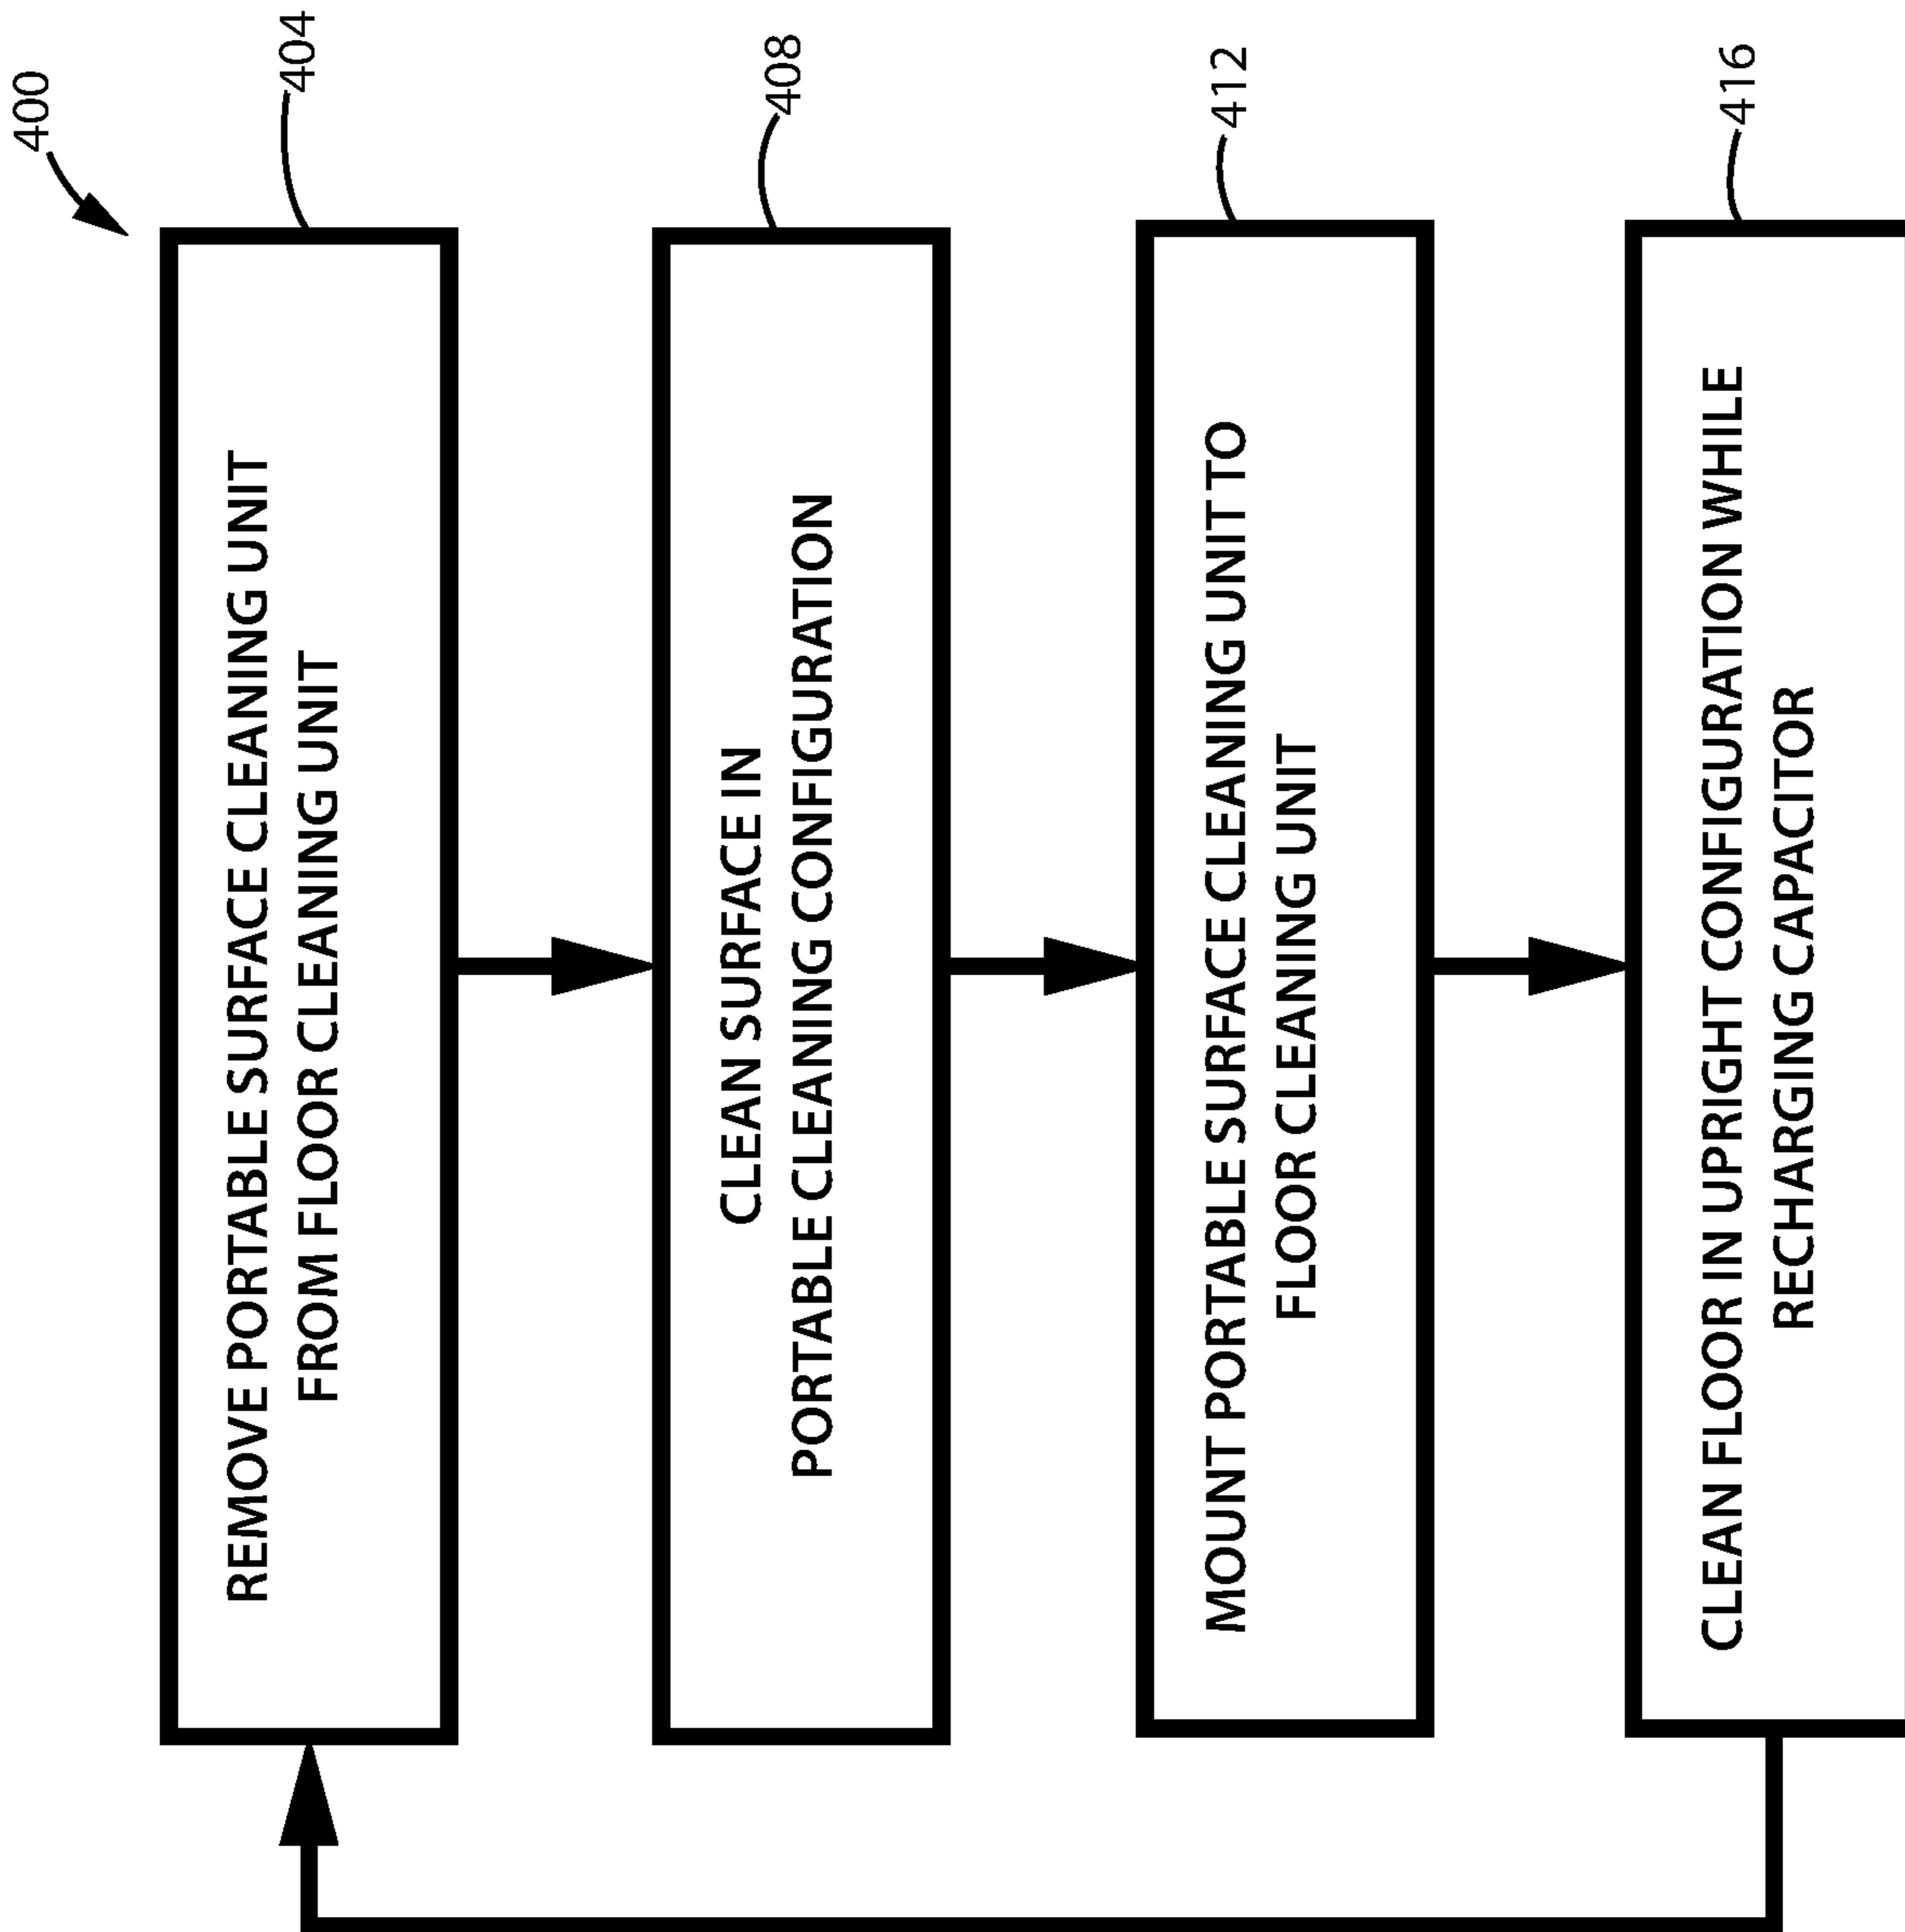 400
REMOVE PORTABLE SURFACE CLEANING UNIT
FROM FLOOR CLEANING UNIT
404
CLEAN SURFACE IN
PORTABLE CLEANING CONFIGURATION
408
MOUNT PORTABLE SURFACE CLEANING UNIT TO
FLOOR CLEANING UNIT
412
CLEAN FLOOR IN UPRIGHT CONFIGURATION WHILE
RECHARGING CAPACITOR
416